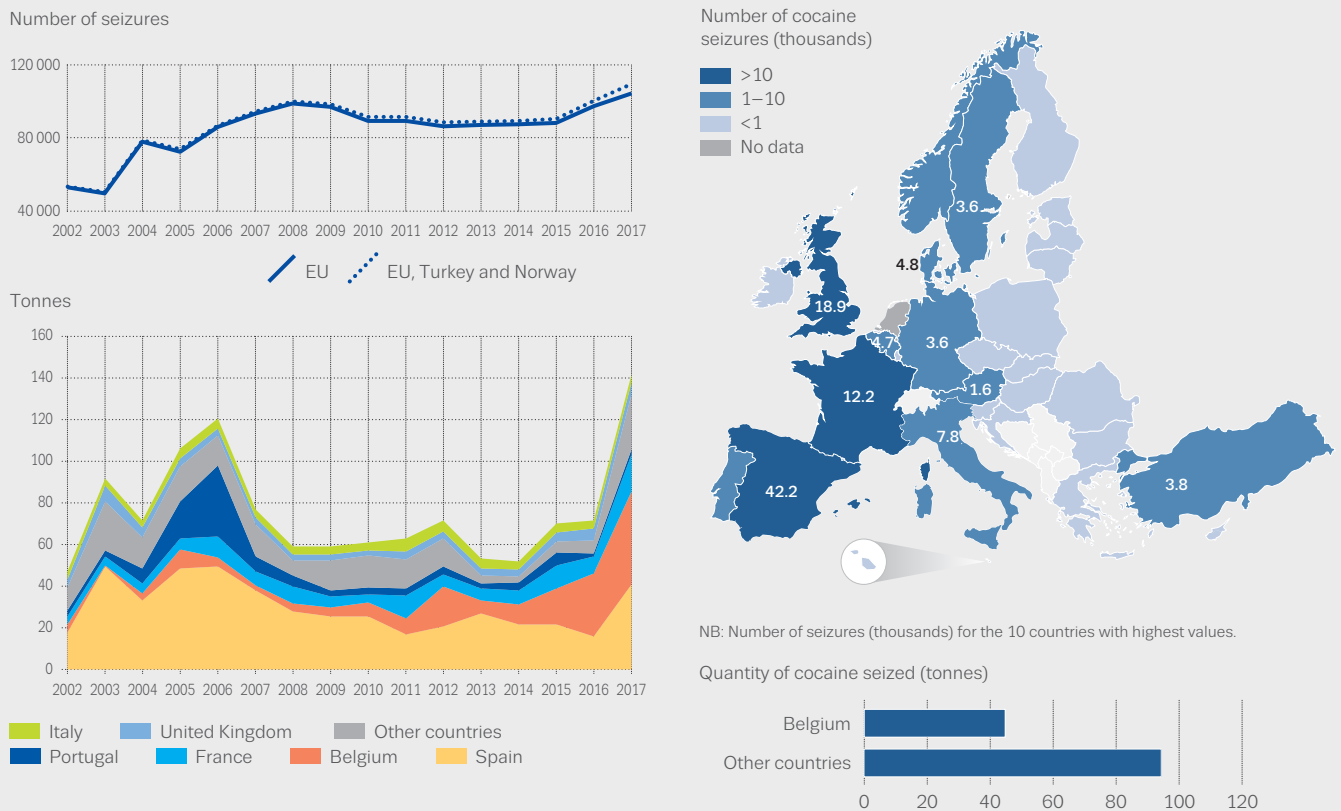 Number of seizures
120 000
80 000
40 000
2002 2003 2004 2005 2006 2007 2008 2009 2010 2011 2012 2013 2014 2015 2016 2017
EU
EU, Turkey and Norway
Tonnes
160
140
120
100
80
60
40
20
0
2002 2003 2004 2005 2006 2007 2008 2009 2010 2011 2012 2013 2014 2015 2016 2017
Italy United Kingdom Other countries
Portugal France Belgium Spain
Number of cocaine
seizures (thousands)
>10
1–10
<1
No data
3.6
4.8
18.9
4.7
3.6
12.2
1.6
7.8
42.2
3.8
NB: Number of seizures (thousands) for the 10 countries with highest values.
Quantity of cocaine seized (tonnes)
Belgium
Other countries
0 20 40 60 80 100 120